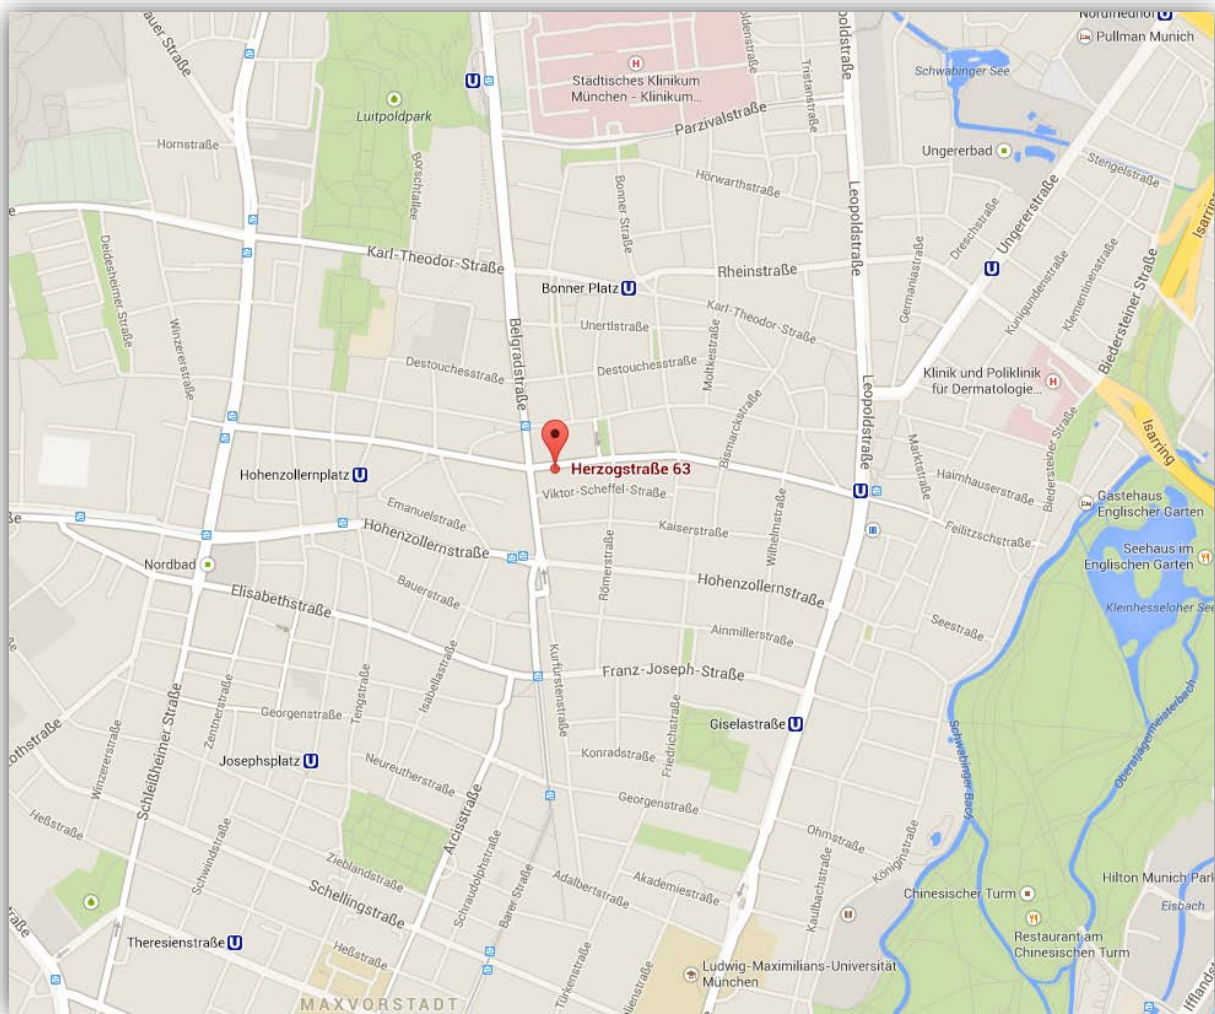 Nordfriedhof
Pullman Munich
Schwabinger See
Städtisches Klinikum
München - Klinikum...
Tristanstraße
Luitpoldpark
Parzivalstraße
Hornstraße
Ungererbad
Stengelstraße
Borschtallee
Hörwarthstraße
Bonner Straße
Leopoldstraße
Ungererstraße
Dreschstraße
Isarring
Deidesheimer Straße
Karl-Theodor-Straße
Rheinstraße
Germaniastraße
Kunigundenstraße
Klementinenstraße
Biedersteiner Straße
Bonner Platz
Karl-Theodor-Straße
Winzererstraße
Belgradstraße
Unertlstraße
Moltkestraße
Destouchesstraße
Destouchesstraße
Klinik und Poliklinik
für Dermatologie...
Leopoldstraße
Bismarckstraße
Isarring
Marktstraße
Biedersteiner Straße
Hohenzollernplatz
Herzogstraße 63
Haimhauserstraße
Viktor-Scheffel-Straße
Gästehaus
Englischer Garten
Emanuelstraße
Kaiserstraße
Wilhelmstraße
Feilitzschstraße
Hohenzollernstraße
Seehaus im
Englischen Garten
Nordbad
Römerstraße
Bauerstraße
Hohenzollernstraße
Elisabethstraße
Kleinhesseloher See
Ainmillerstraße
Seestraße
Isabellastraße
Kurfürstenstraße
Franz-Joseph-Straße
Tengstraße
Zentnerstraße
Schleißheimer Straße
Georgenstraße
Friedrichstraße
Giselastraße
Schwabinger Bach
Oberstjägermeisterbach
Winzererstraße
Josephsplatz
Konradstraße
Neureutherstraße
Georgenstraße
Heßstraße
Arcisstraße
Ohmstraße
Schwindstraße
Königinstraße
Zieblandstraße
Schraudolphstraße
Barer Straße
Adalbertstraße
Akademiestraße
Kaulbachstraße
Schellingstraße
Chinesischer Turm
Hilton Munich Park
Eisbach
Theresienstraße
Heßstraße
Türkenstraße
Restaurant am
Chinesischen Turm
Ludwig-Maximilians-Universität
München
MAXVORSTADT